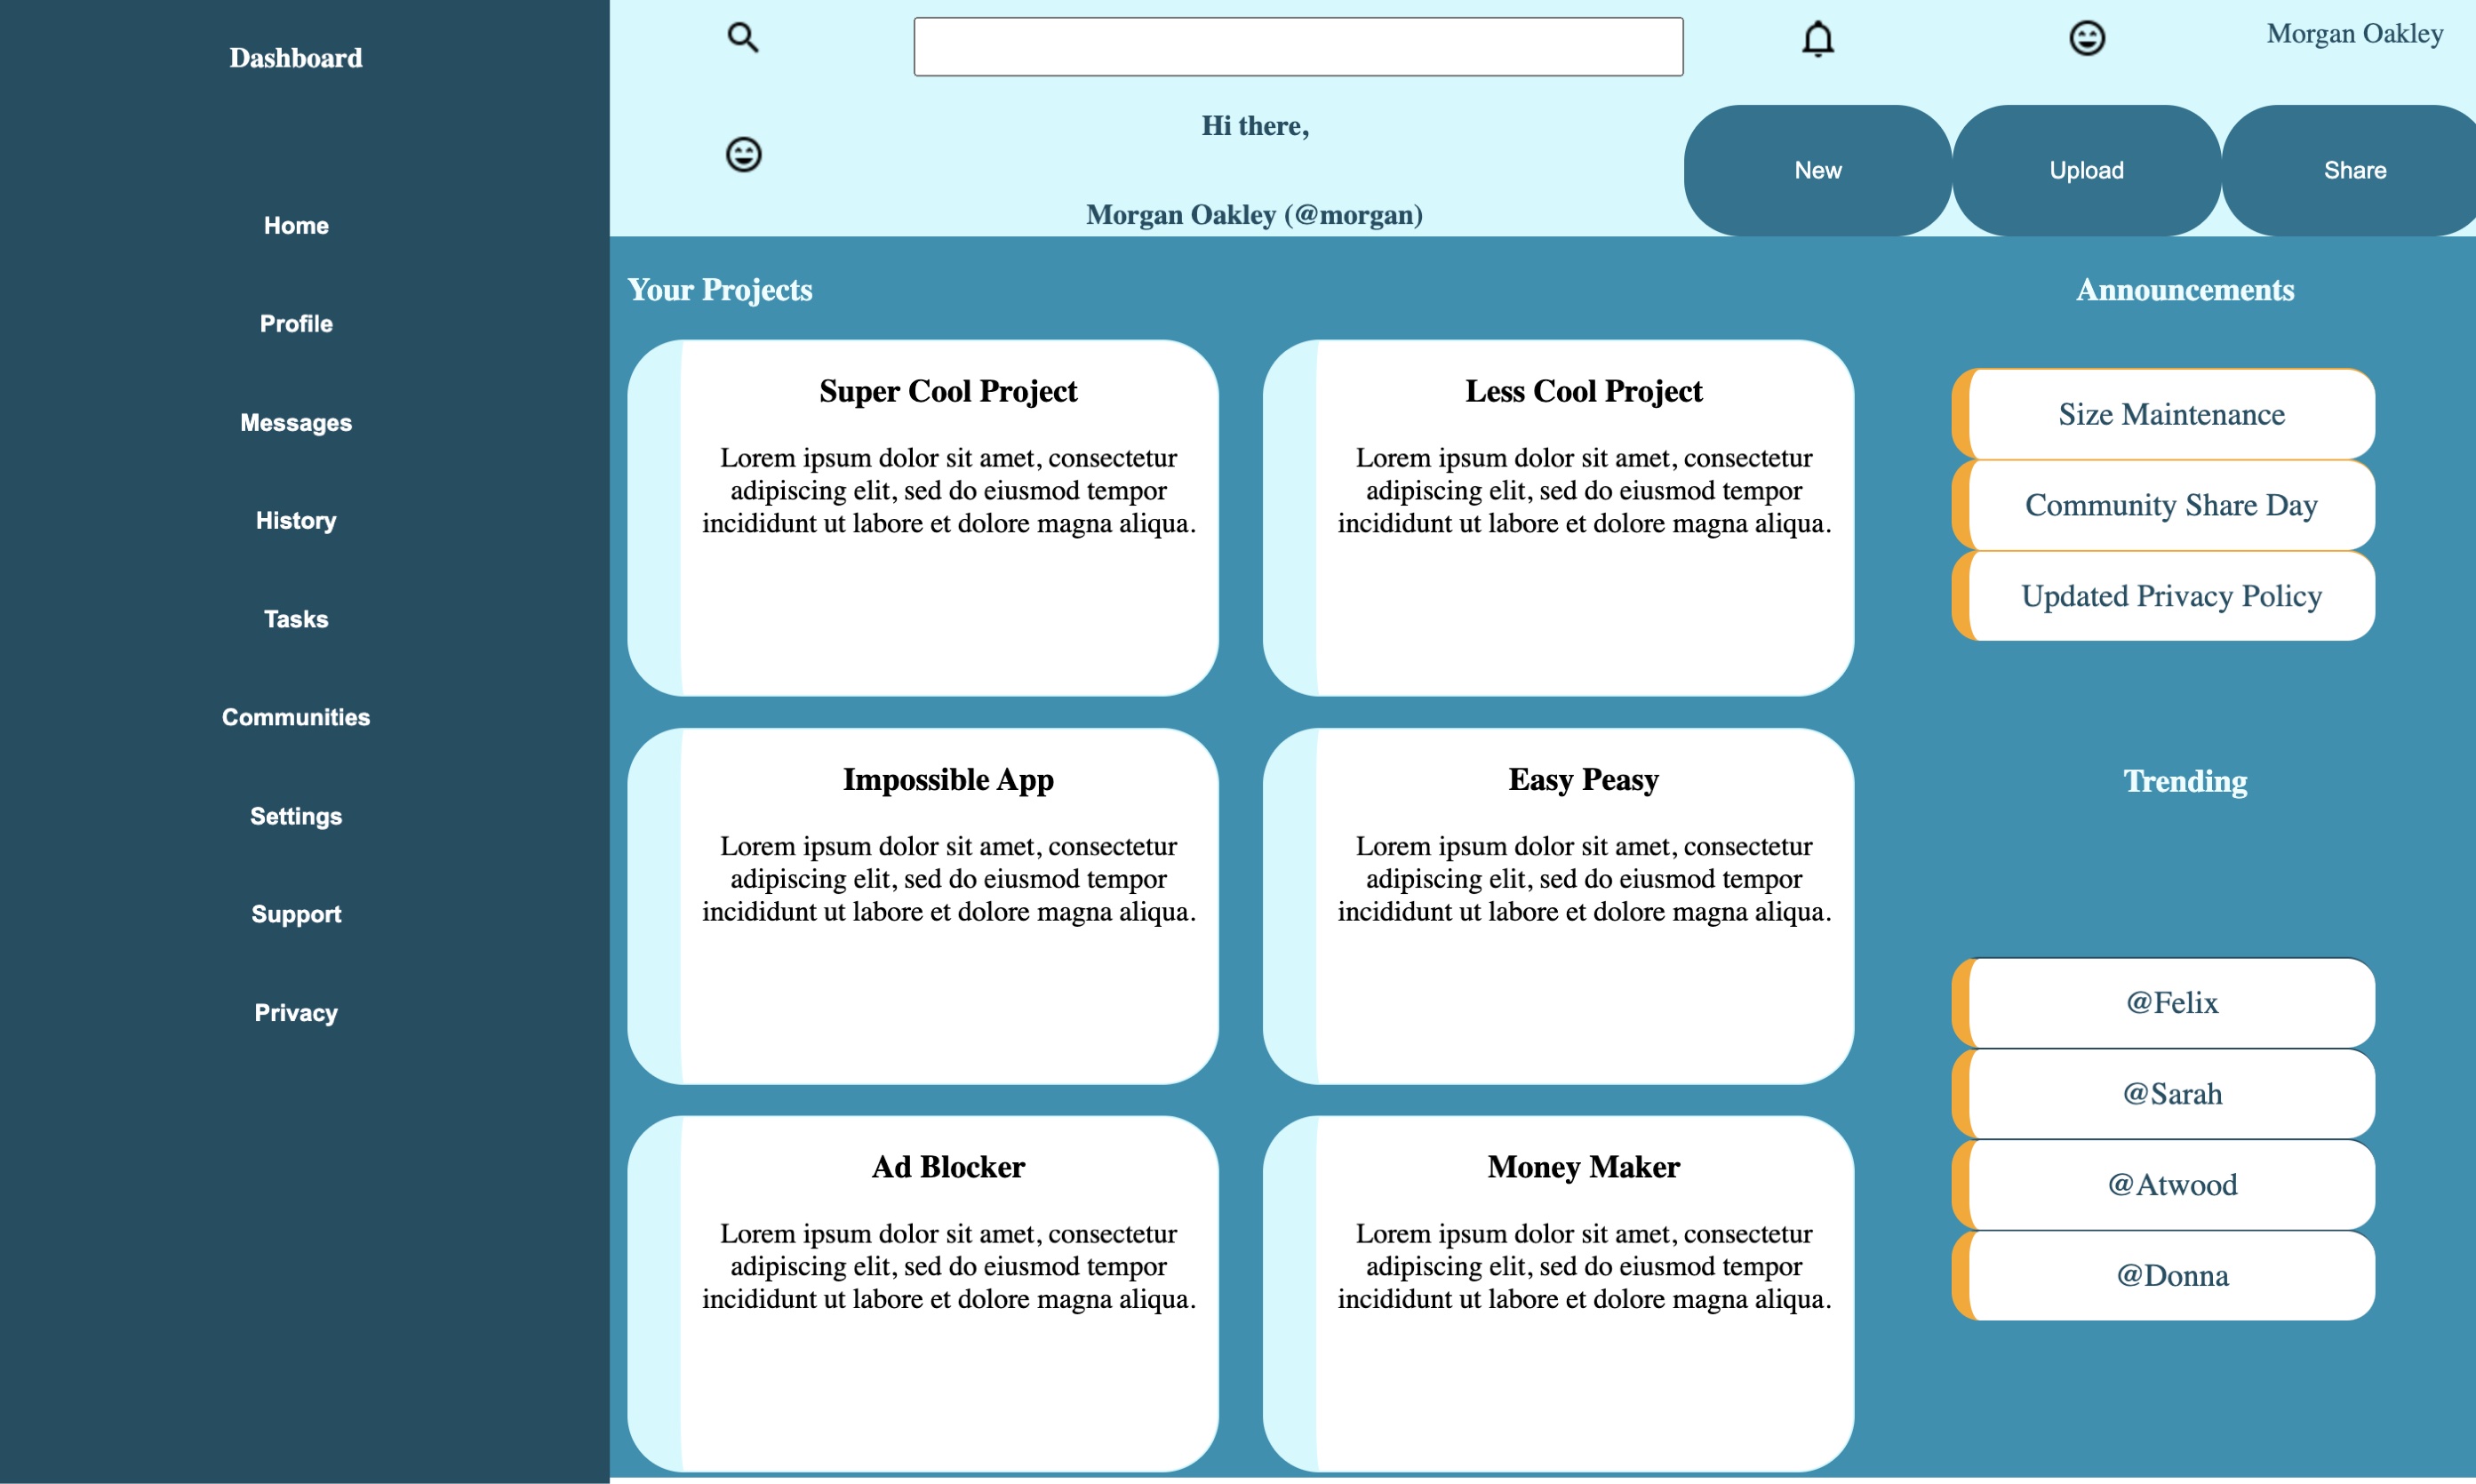 Dashboard
Home
Profile
Messages
History
Tasks
Communities
Settings
Support
Privacy
Morgan Oakley
Hi there,
Morgan Oakley (@morgan)
New
Upload
Share
Your Projects
Super Cool Project
Lorem ipsum dolor sit amet, consectetur
adipiscing elit, sed do eiusmod tempor
incididunt ut labore et dolore magna aliqua.
Less Cool Project
Lorem ipsum dolor sit amet, consectetur
adipiscing elit, sed do eiusmod tempor
incididunt ut labore et dolore magna aliqua.
Impossible App
Lorem ipsum dolor sit amet, consectetur
adipiscing elit, sed do eiusmod tempor
incididunt ut labore et dolore magna aliqua.
Easy Peasy
Lorem ipsum dolor sit amet, consectetur
adipiscing elit, sed do eiusmod tempor
incididunt ut labore et dolore magna aliqua.
Ad Blocker
Lorem ipsum dolor sit amet, consectetur
adipiscing elit, sed do eiusmod tempor
incididunt ut labore et dolore magna aliqua.
Money Maker
Lorem ipsum dolor sit amet, consectetur
adipiscing elit, sed do eiusmod tempor
incididunt ut labore et dolore magna aliqua.
Announcements
Size Maintenance
Community Share Day
Updated Privacy Policy
Trending
@Felix
@Sarah
@Atwood
@Donna